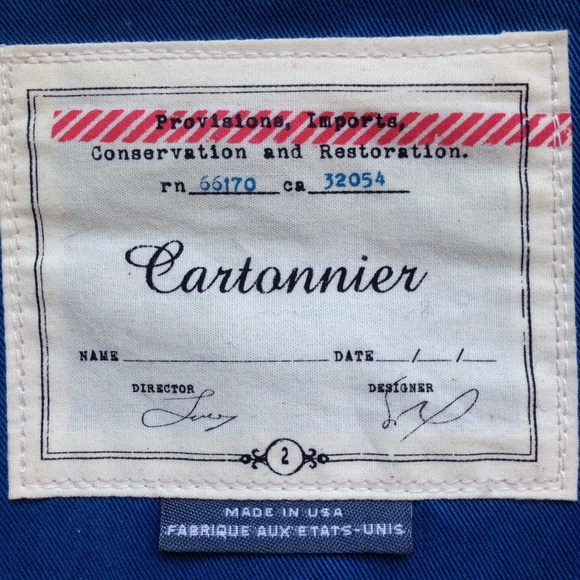 Provisions, Imports,
Conservation and Restoration.
rn 66170 ca 32054
Cartonnier
NAME DATE / /
DIRECTOR DESIGNER
2
MADE IN USA
FABRIQUE AUX ETATS-UNIS